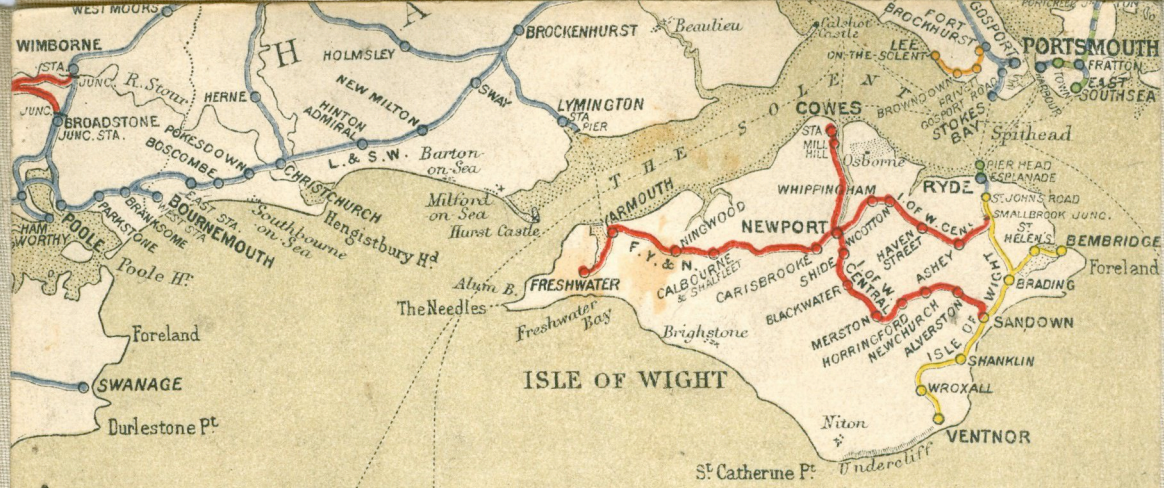 WEST MOORS
WIMBORNE
STA.
JUNC.
R. Stour
JUNC.
BROADSTONE
JUNC. STA.
HERNE
H
A
HOLMSLEY
BROCKENHURST
NEW MILTON
HINTON
ADMIRAL
SWAY
LYMINGTON
STA
PIER
Beaulieu
Calshot
Castle
LEE
ON-THE-SOLENT
FORT
BROCKHURST
GOSPORT
PORTSMOUTH
FRATTON
EAST
SOUTHSEA
TOWN
HARBOUR
BROWNDOWN
PRIV
GOSPORT ROAD
STOKES
BAY
Spithead
THE SOLENT
POKESDOWN
BOSCOMBE
CHRISTCHURCH
L. & S.W.
Barton
on-Sea
Milford
on Sea
Hurst Castle
HAM
WORTHY
POOLE
PARKSTONE
BRANKSOME
WEST STA
EAST STA
BOURNEMOUTH
Southbourne
on-Sea
Hengistbury Hd
Poole Hr
Foreland
SWANAGE
Durlestone Pt
The Needles
Alum B.
FRESHWATER
Freshwater
Bay
YARMOUTH
F. Y. & N.
NINGWOOD
CALBOURNE
& SHALFLEET
CARISBROOKE
NEWPORT
COWES
STA
MILL
HILL
Osborne
WHIPPINGHAM
WOOTTON
I. OF W. CENT
HAVEN
STREET
ASHEY
RYDE
PIER HEAD
ESPLANADE
ST JOHN'S ROAD
SMALLBROOK JUNC.
ST
HELEN'S
BEMBRIDGE
Foreland
BRADING
SHIDE
I. OF W.
CENTRAL
BLACKWATER
MERSTON
HORRINGFORD
NEWCHURCH
ALVERSTON
SANDOWN
ISLE OF WIGHT
SHANKLIN
WROXALL
VENTNOR
Brighstone
ISLE OF WIGHT
Niton
Undercliff
St. Catherine Pt.